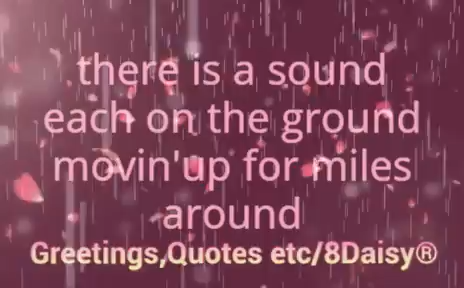 there is a sound
each on the ground
movin'up for miles
around
Greetings,Quotes etc/8Daisy®